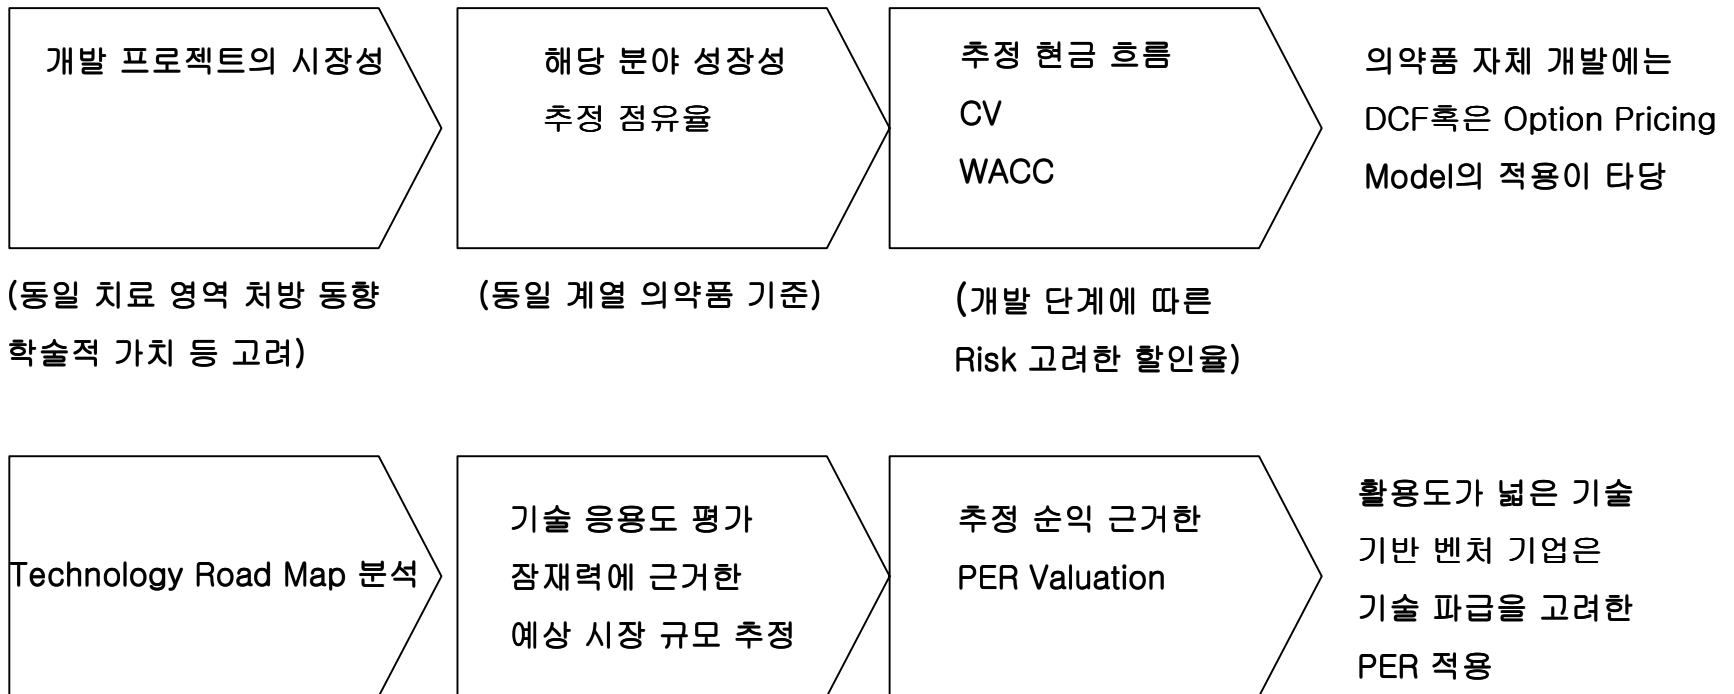 개발 프로젝트의 시장성
(동일 치료 영역 처방 동향
학술적 가치 등 고려)
해당 분야 성장성
추정 점유율
(동일 계열 의약품 기준)
추정 현금 흐름
CV
WACC
(개발 단계에 따른
Risk 고려한 할인율)
의약품 자체 개발에는
DCF혹은 Option Pricing
Model의 적용이 타당
Technology Road Map 분석
기술 응용도 평가
잠재력에 근거한
예상 시장 규모 추정
추정 순익 근거한
PER Valuation
활용도가 넓은 기술
기반 벤처 기업은
기술 파급을 고려한
PER 적용